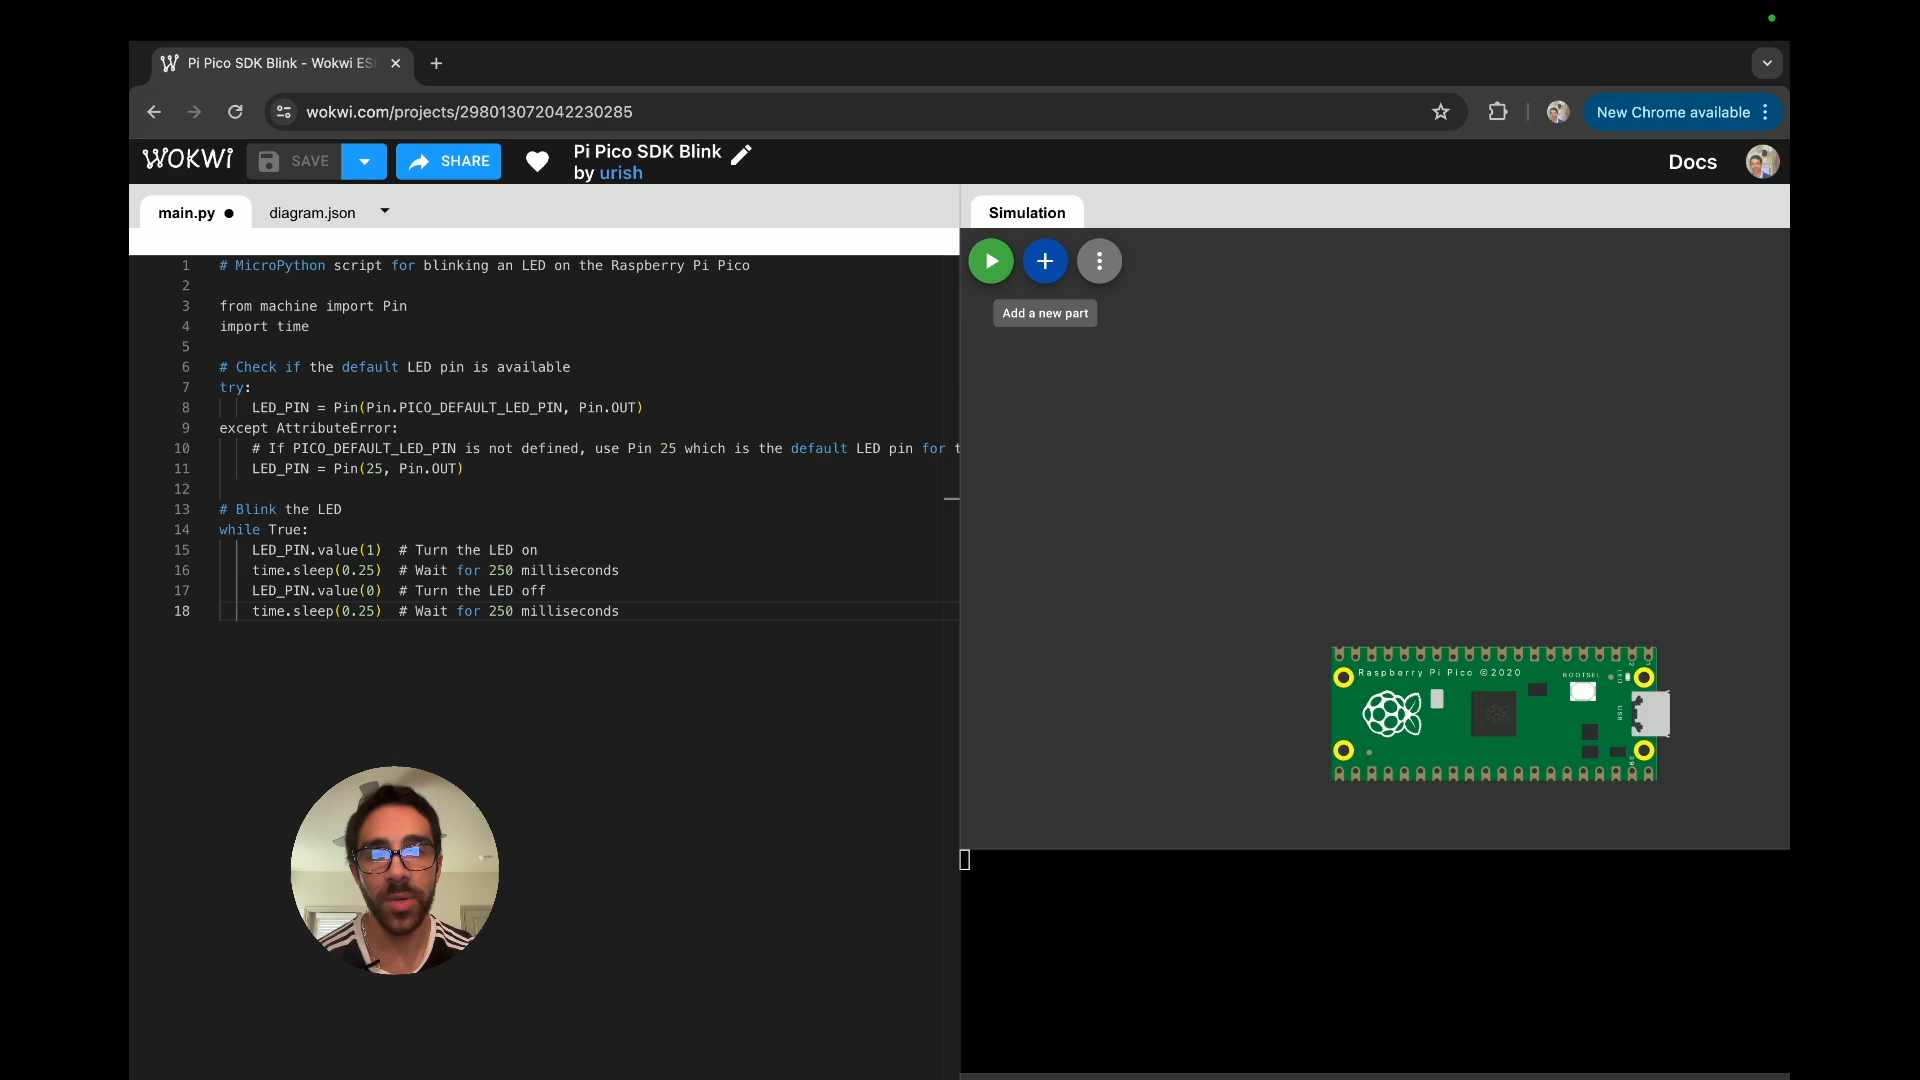 Pi Pico SDK Blink - Wokwi ES
wokwi.com/projects/298013072042230285
New Chrome available
WOKWI
SAVE
SHARE
Pi Pico SDK Blink
by urish
Docs
main.py
diagram.json
Simulation
Add a new part
1 # MicroPython script for blinking an LED on the Raspberry Pi Pico
2
3 from machine import Pin
4 import time
5
6 # Check if the default LED pin is available
7 try:
8 LED_PIN = Pin(Pin.PICO_DEFAULT_LED_PIN, Pin.OUT)
9 except AttributeError:
10 # If PICO_DEFAULT_LED_PIN is not defined, use Pin 25 which is the default LED pin for t
11 LED_PIN = Pin(25, Pin.OUT)
12
13 # Blink the LED
14 while True:
15 LED_PIN.value(1) # Turn the LED on
16 time.sleep(0.25) # Wait for 250 milliseconds
17 LED_PIN.value(0) # Turn the LED off
18 time.sleep(0.25) # Wait for 250 milliseconds
Raspberry Pi Pico ©2020
BOOTSEL
LED
USB
2
1
39